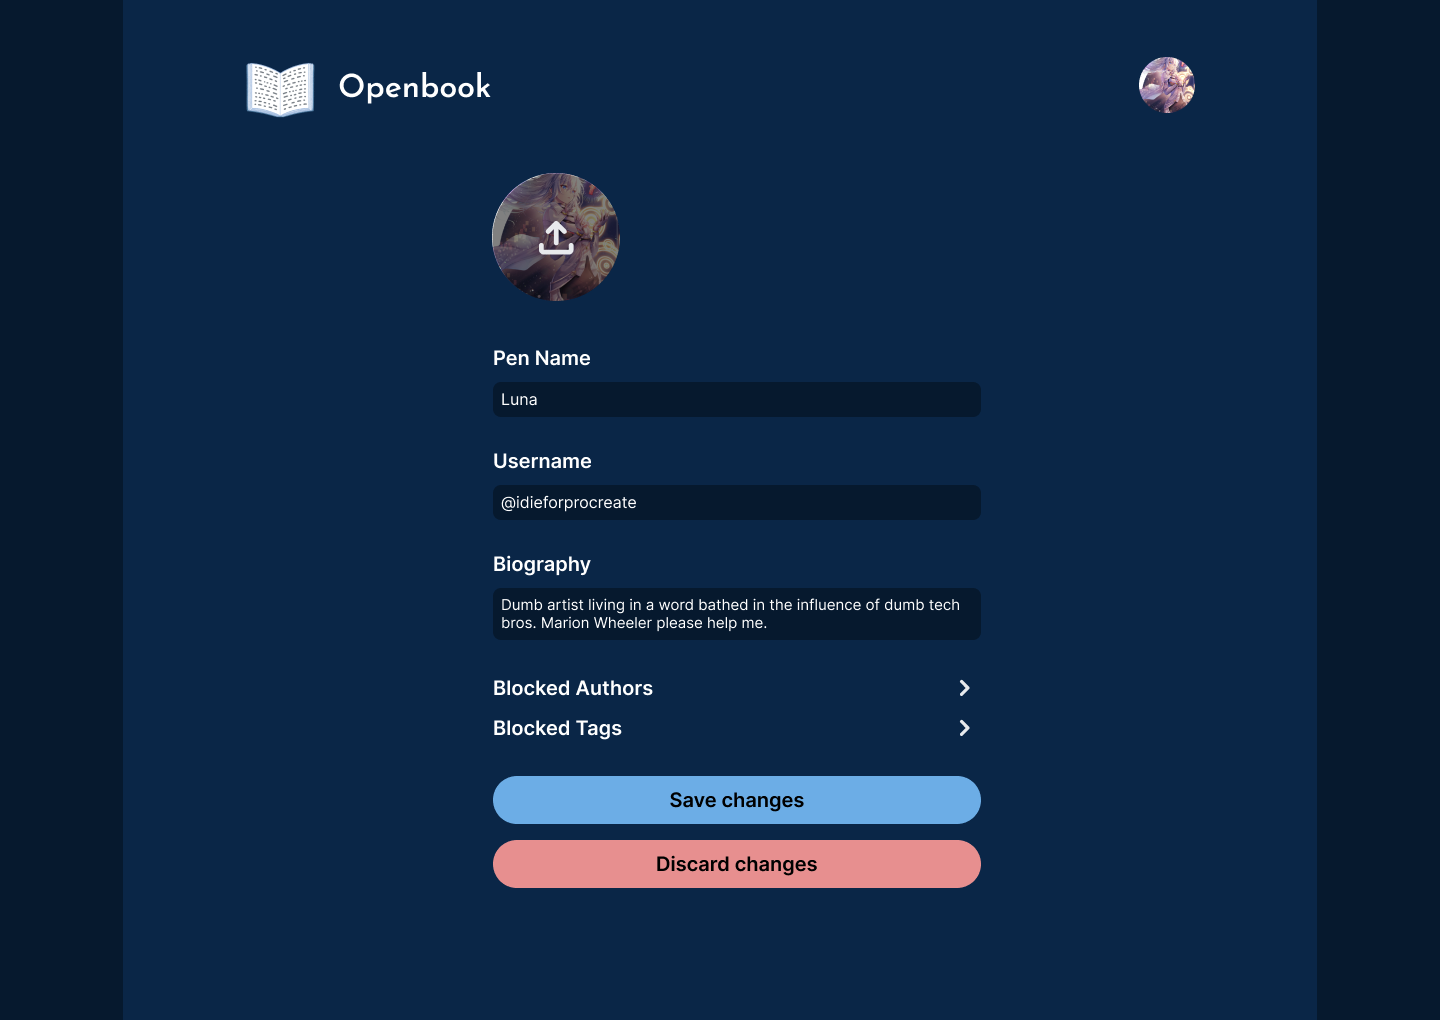 Openbook
Pen Name
Luna
Username
@idieforprocreate
Biography
Dumb artist living in a word bathed in the influence of dumb tech
bros. Marion Wheeler please help me.
Blocked Authors
Blocked Tags
Save changes
Discard changes